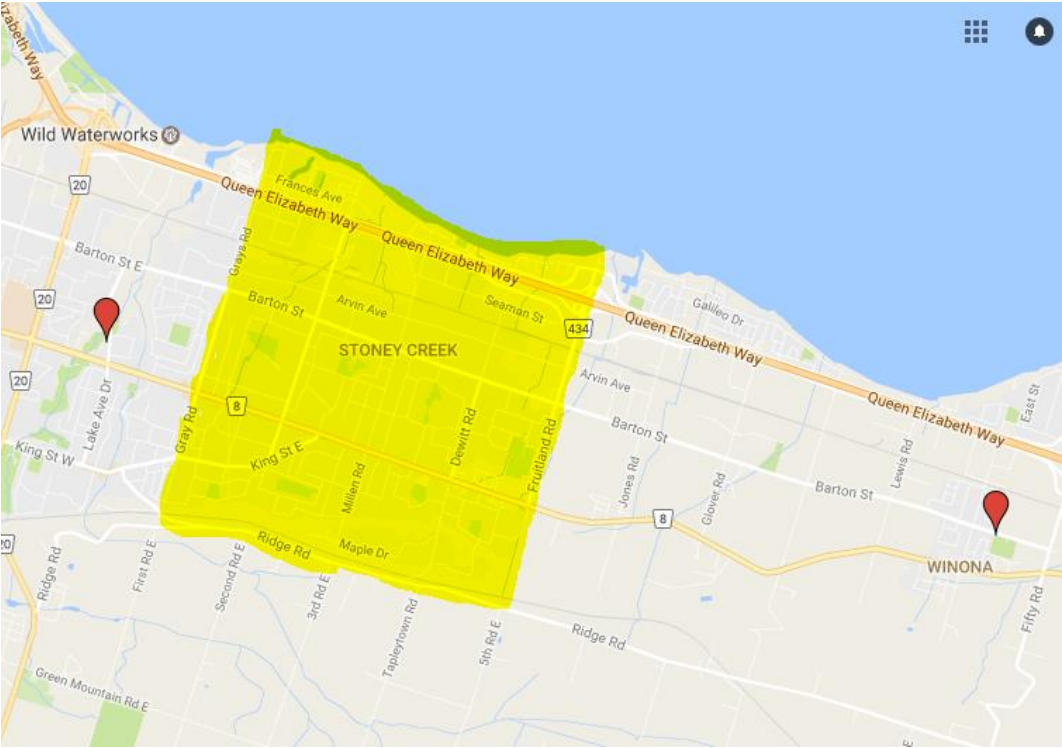 zabeth Way
Elizabeth Way
Wild Waterworks
20
Queen Elizabeth Way
Frances Ave
Queen Elizabeth Way
Grays Rd
Barton St E
20
Barton St
Arvin Ave
Seaman St
434
Galileo Dr
Queen Elizabeth Way
STONEY CREEK
20
Arvin Ave
Queen Elizabeth Way
East St
8
Lake Ave Dr
Gray Rd
Barton St
King St W
King St E
Dewitt Rd
Fruitland Rd
Lewis Rd
Millen Rd
Jones Rd
Glover Rd
Barton St
8
20
Ridge Rd
Maple Dr
WINONA
Ridge Rd
First Rd E
Second Rd E
3rd Rd E
Tapleytown Rd
5th Rd E
Ridge Rd
Fifty Rd
Green Mountain Rd E
E